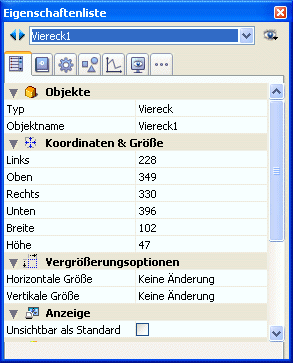 Eigenschaftenliste
Viereck1
Objekte
Typ Viereck
Objektname Viereck1
Koordinaten & Größe
Links 228
Oben 349
Rechts 330
Unten 396
Breite 102
Höhe 47
Vergrößerungsoptionen
Horizontale Größe Keine Änderung
Vertikale Größe Keine Änderung
Anzeige
Unsichtbar als Standard